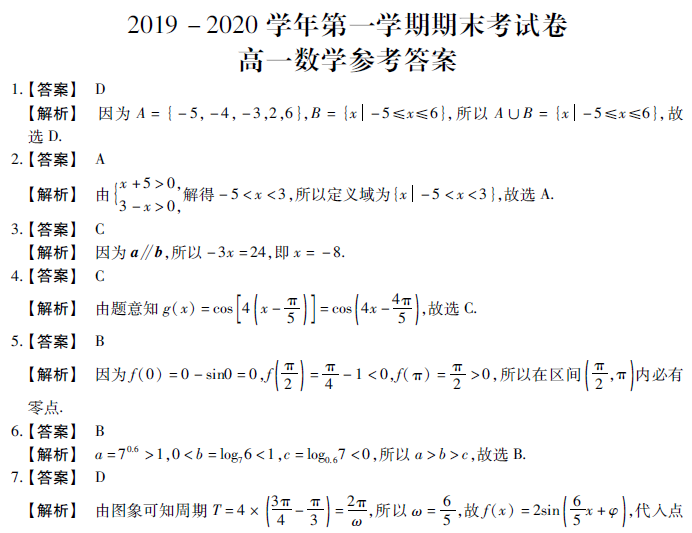 2019-2020学年第一学期期末考试卷
高一数学参考答案
1.【答案】 D
【解析】 因为 A = { -5, -4, -3,2,6}, B = {x| -5≤x≤6}, 所以 A∪B = {x| -5≤x≤6}, 故
选 D.
2.【答案】 A
【解析】 由{x+5>0, 3-x>0, 解得 -5<x<3,所以定义域为{x| -5<x<3},故选 A.
3.【答案】 C
【解析】 因为 a∥b,所以 -3x=24,即 x= -8.
4.【答案】 C
【解析】 由题意知 g(x)=cos[4(x-π/5)]=cos(4x-4π/5),故选 C.
5.【答案】 B
【解析】 因为f(0)=0-sin0=0,f(π/2)=π/4-1<0,f(π)=π/2>0,所以在区间(π/2,π)内必有
零点.
6.【答案】 B
【解析】 a=7^0.6>1,0<b=log₇6<1,c=log₀.₆7<0,所以 a>b>c,故选 B.
7.【答案】 D
【解析】 由图象可知周期 T=4×(3π/4-π/3)=2π/ω,所以 ω=6/5,故f(x)=2sin(6/5x+φ),代入点